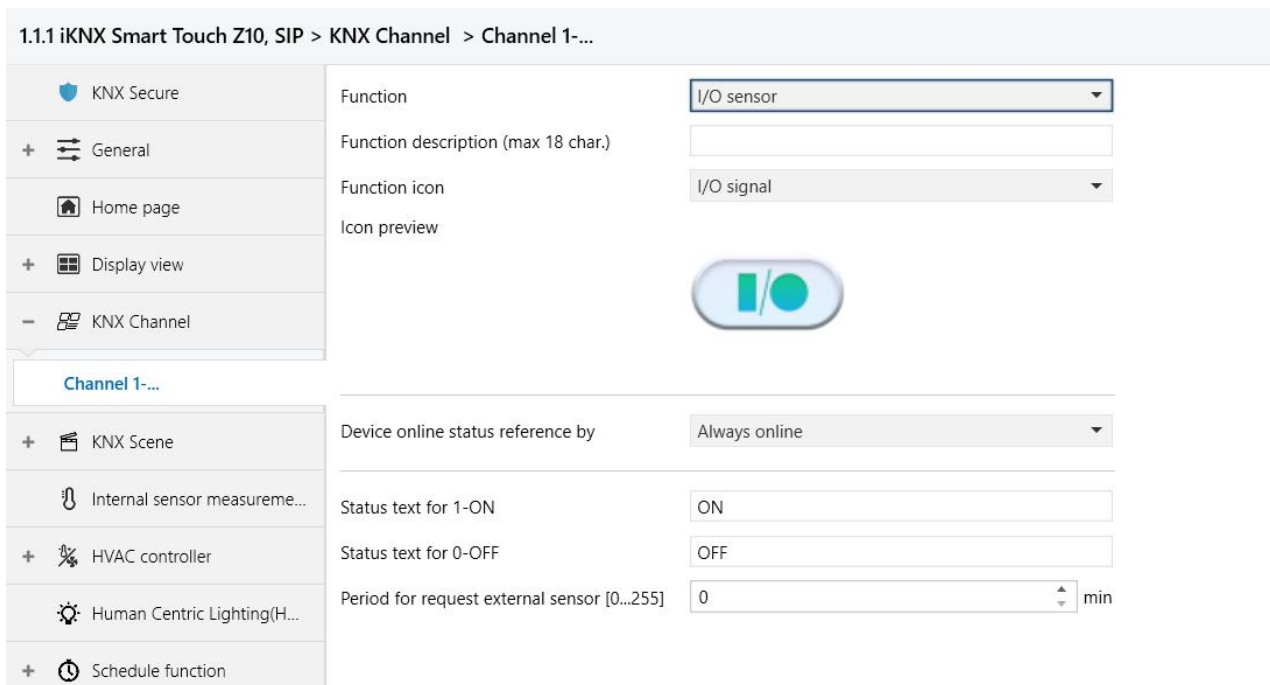 1.1.1 iKNX Smart Touch Z10, SIP > KNX Channel > Channel 1-...
KNX Secure
+ General
Home page
+ Display view
− KNX Channel
Channel 1-...
+ KNX Scene
Internal sensor measureme...
+ HVAC controller
Human Centric Lighting(H...
+ Schedule function
Function I/O sensor
Function description (max 18 char.)
Function icon I/O signal
Icon preview
I/O
Device online status reference by Always online
Status text for 1-ON ON
Status text for 0-OFF OFF
Period for request external sensor [0...255] 0 min